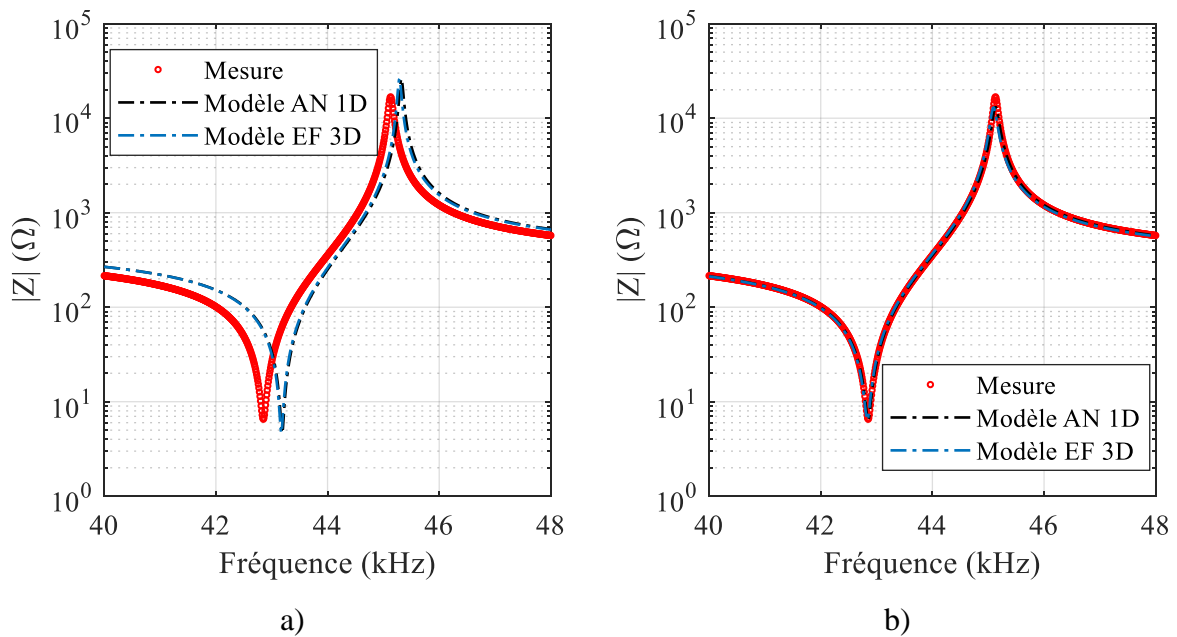 10^5
10^4
10^3
10^2
10^1
10^0
|Z| (Ω)
Mesure
Modèle AN 1D
Modèle EF 3D
40 42 44 46 48
Fréquence (kHz)
a)
10^5
10^4
10^3
10^2
10^1
10^0
|Z| (Ω)
Mesure
Modèle AN 1D
Modèle EF 3D
40 42 44 46 48
Fréquence (kHz)
b)